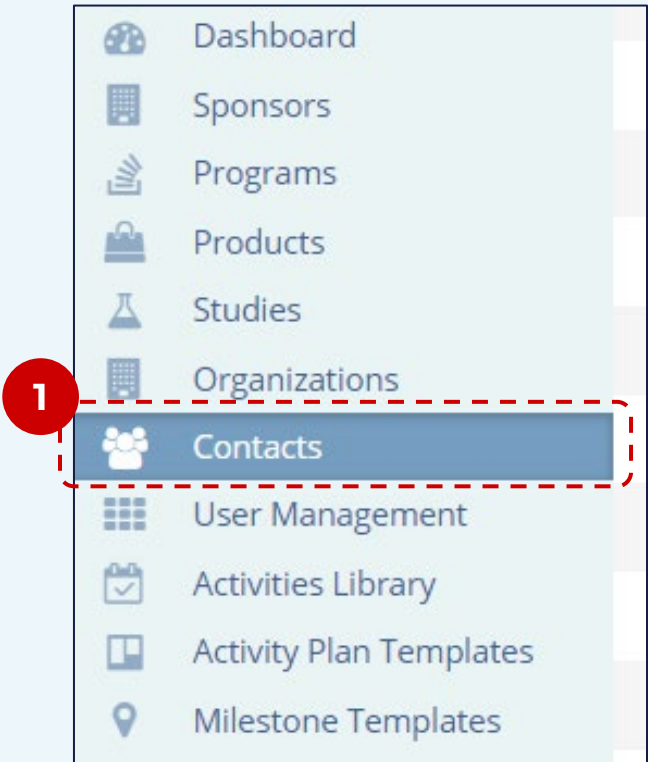 Dashboard
Sponsors
Programs
Products
Studies
Organizations
1
Contacts
User Management
Activities Library
Activity Plan Templates
Milestone Templates